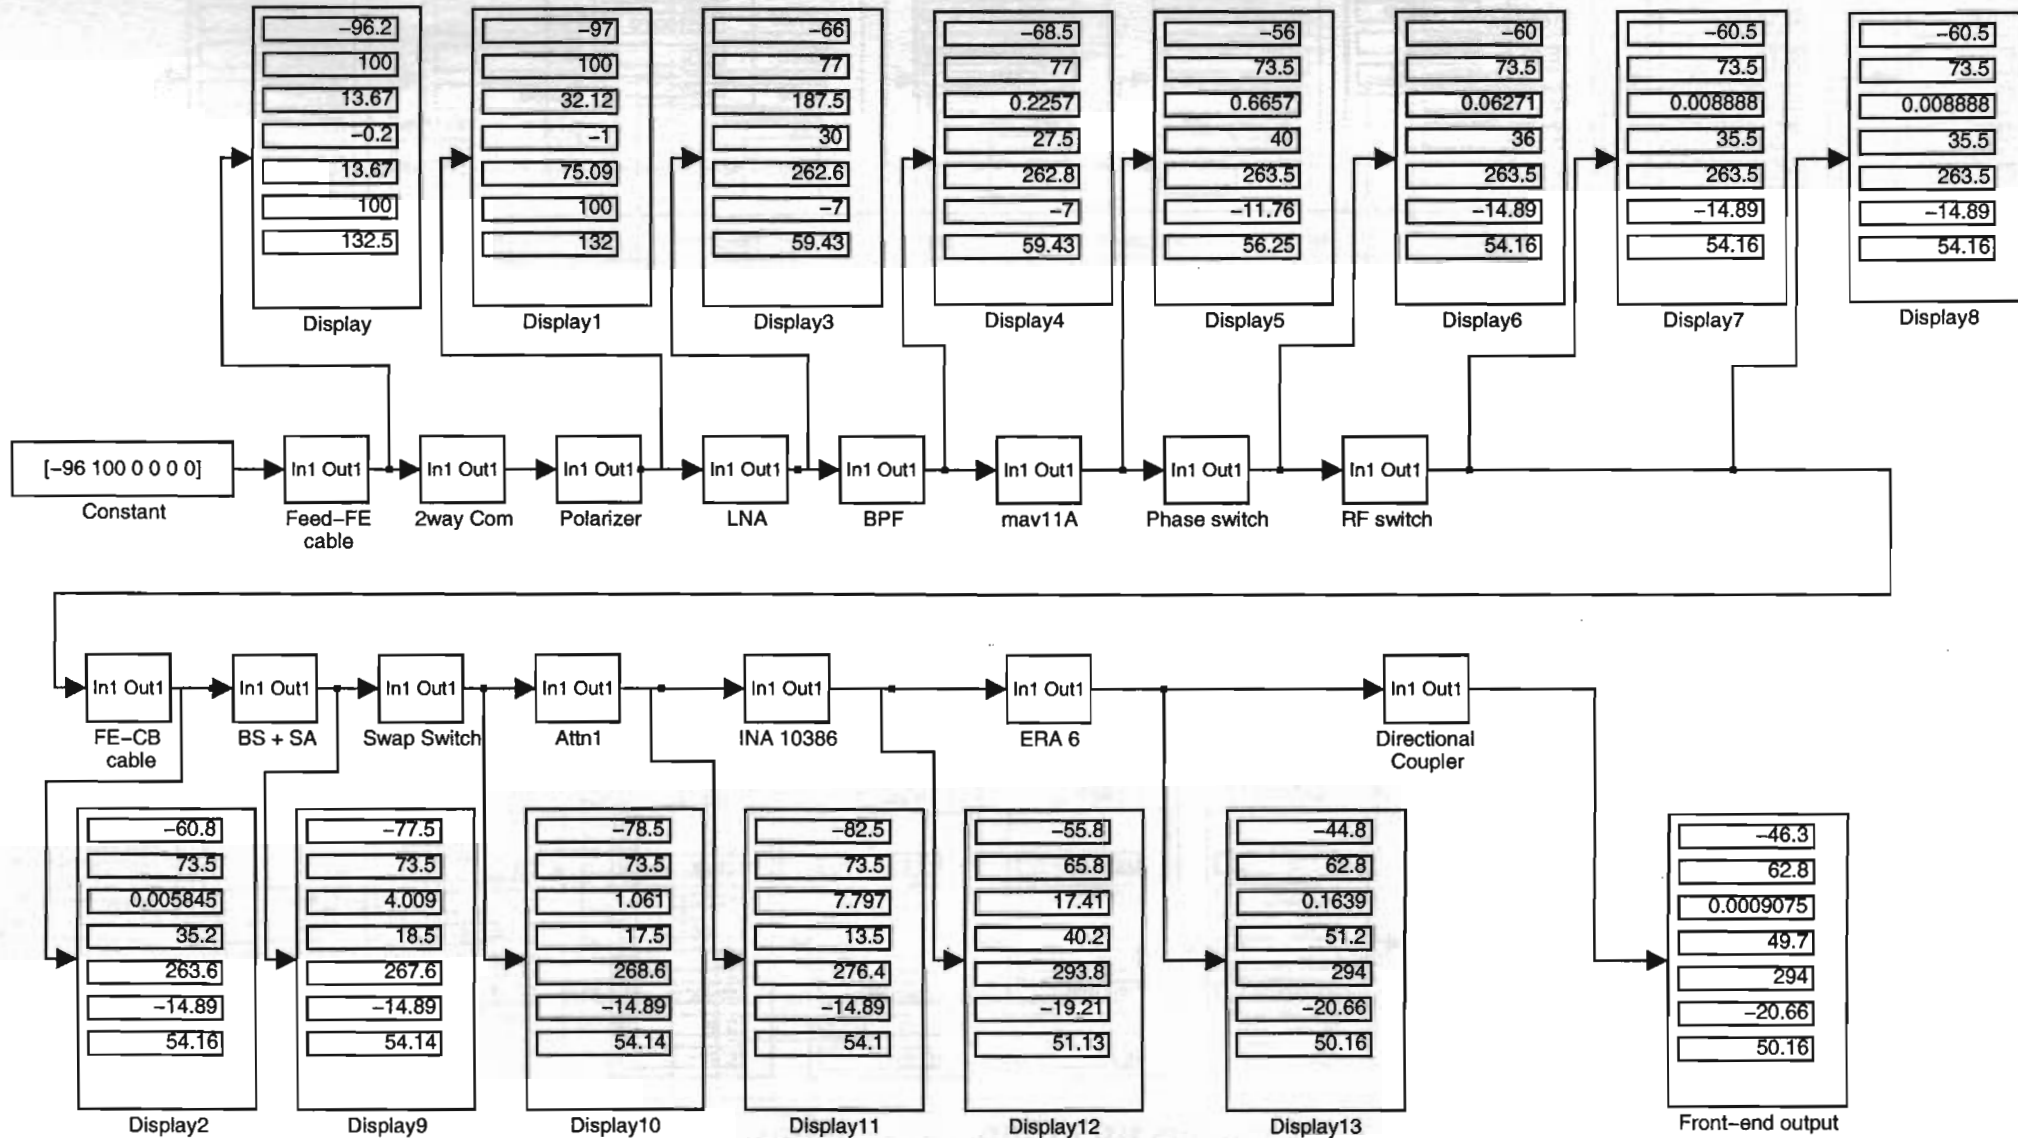 −96.2
100
13.67
−0.2
13.67
100
132.5
Display
−97
100
32.12
−1
75.09
100
132
Display1
−66
77
187.5
30
262.6
−7
59.43
Display3
−68.5
77
0.2257
27.5
262.8
−7
59.43
Display4
−56
73.5
0.6657
40
263.5
−11.76
56.25
Display5
−60
73.5
0.06271
36
263.5
−14.89
54.16
Display6
−60.5
73.5
0.008888
35.5
263.5
−14.89
54.16
Display7
−60.5
73.5
0.008888
35.5
263.5
−14.89
54.16
Display8
[−96 100 0 0 0 0 0]
Constant
In1 Out1
Feed−FE
cable
In1 Out1
2way Com
In1 Out1
Polarizer
In1 Out1
LNA
In1 Out1
BPF
In1 Out1
mav11A
In1 Out1
Phase switch
In1 Out1
RF switch
In1 Out1
FE−CB
cable
In1 Out1
BS + SA
In1 Out1
Swap Switch
In1 Out1
Attn1
In1 Out1
INA 10386
In1 Out1
ERA 6
In1 Out1
Directional
Coupler
−60.8
73.5
0.005845
35.2
263.6
−14.89
54.16
Display2
−77.5
73.5
4.009
18.5
267.6
−14.89
54.14
Display9
−78.5
73.5
1.061
17.5
268.6
−14.89
54.14
Display10
−82.5
73.5
7.797
13.5
276.4
−14.89
54.1
Display11
−55.8
65.8
17.41
40.2
293.8
−19.21
51.13
Display12
−44.8
62.8
0.1639
51.2
294
−20.66
50.16
Display13
−46.3
62.8
0.0009075
49.7
294
−20.66
50.16
Front−end output